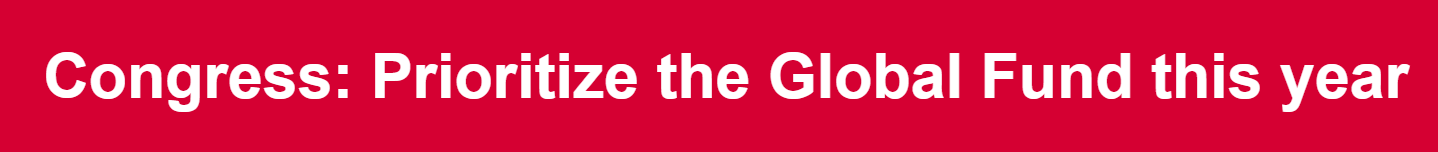 Congress: Prioritize the Global Fund this year